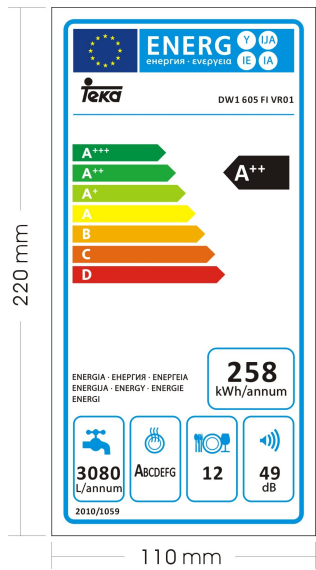 ENERG Y IJA
енергия · ενεργεια IE IA
Teka
DW1 605 FI VR01
A+++
A++
A++
A+
A
B
C
D
220 mm
258
kWh/annum
ENERGIA · ЕНЕРГИЯ · ΕΝΕΡΓΕΙΑ
ENERGIJA · ENERGY · ENERGIE
ENERGI
3080
L/annum
ABCDEFG
12
49
dB
2010/1059
110 mm